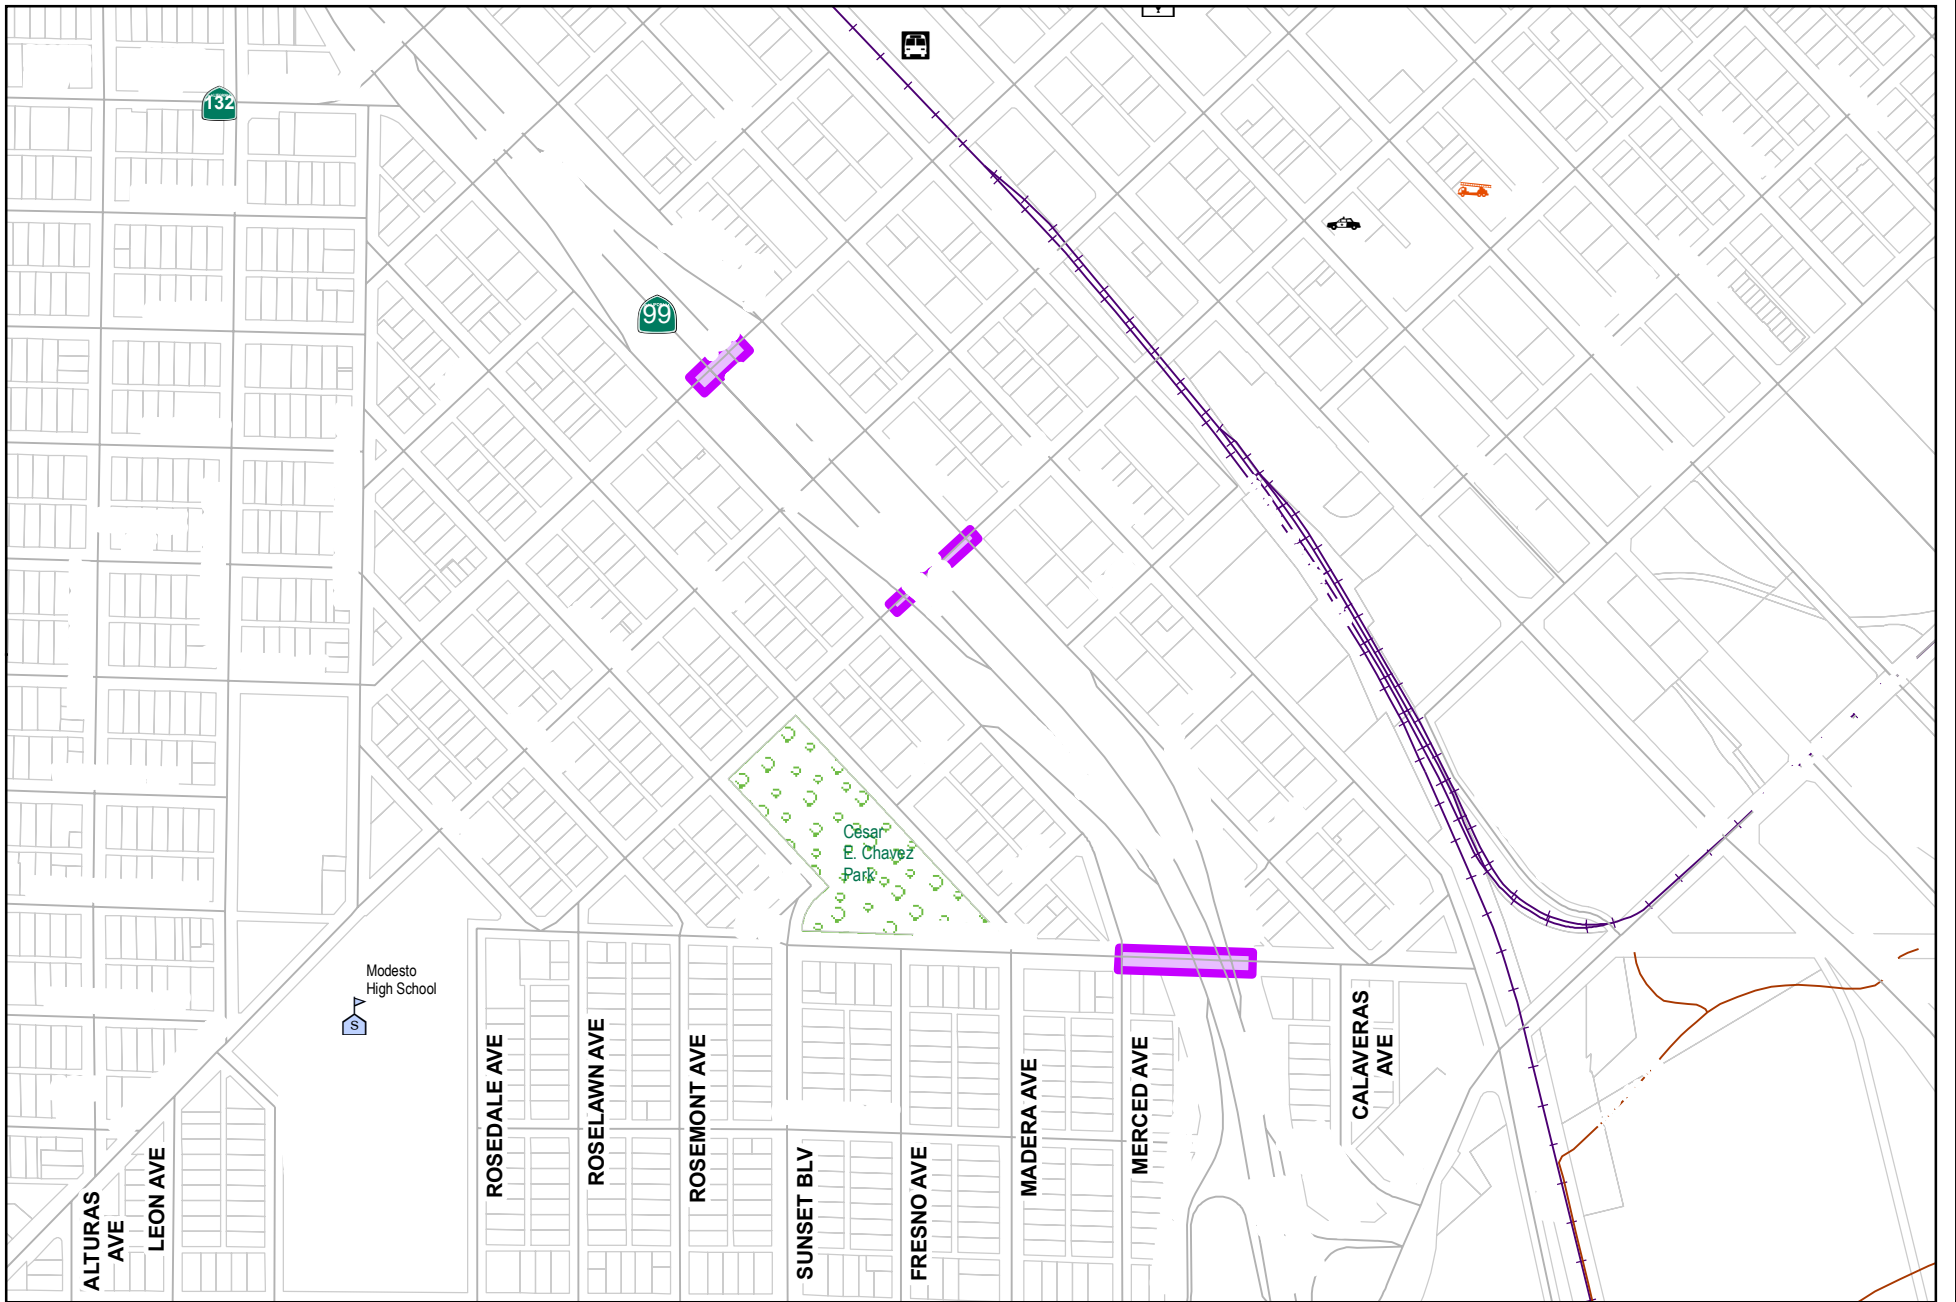 132
99
Cesar
E. Chavez
Park
Modesto
High School
S
ROSEDALE AVE
ROSELAWN AVE
ROSEMONT AVE
SUNSET BLV
FRESNO AVE
MADERA AVE
MERCED AVE
CALAVERAS
AVE
ALTURAS
AVE
LEON AVE